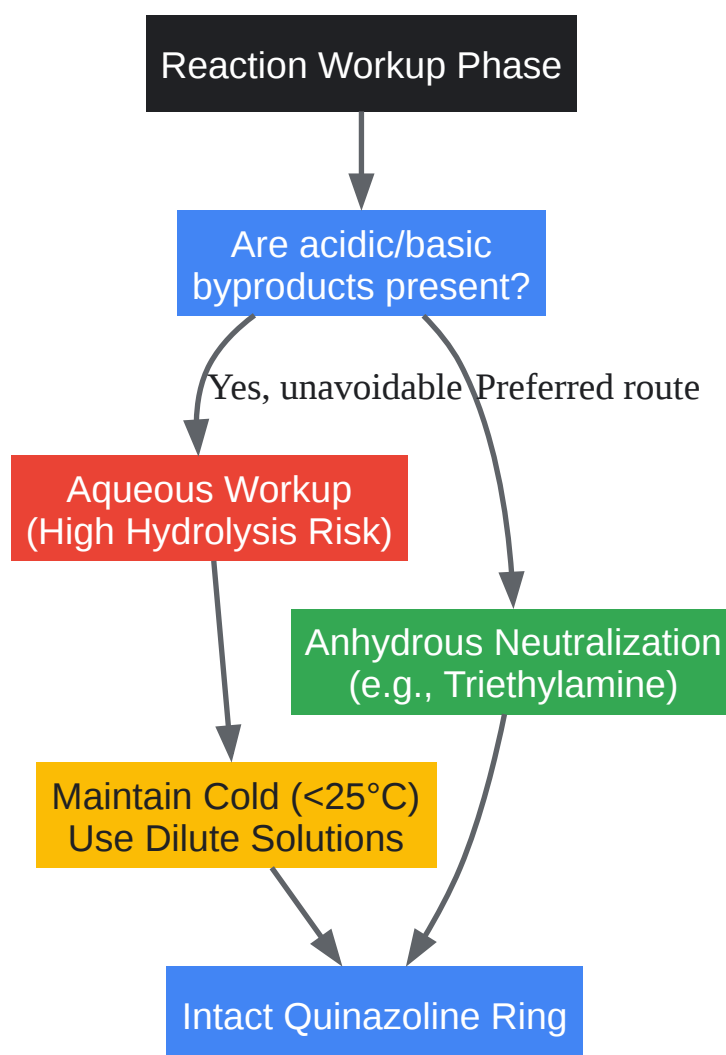 Reaction Workup Phase
Are acidic/basic
byproducts present?
Yes, unavoidable
Preferred route
Aqueous Workup
(High Hydrolysis Risk)
Anhydrous Neutralization
(e.g., Triethylamine)
Maintain Cold (<25°C)
Use Dilute Solutions
Intact Quinazoline Ring